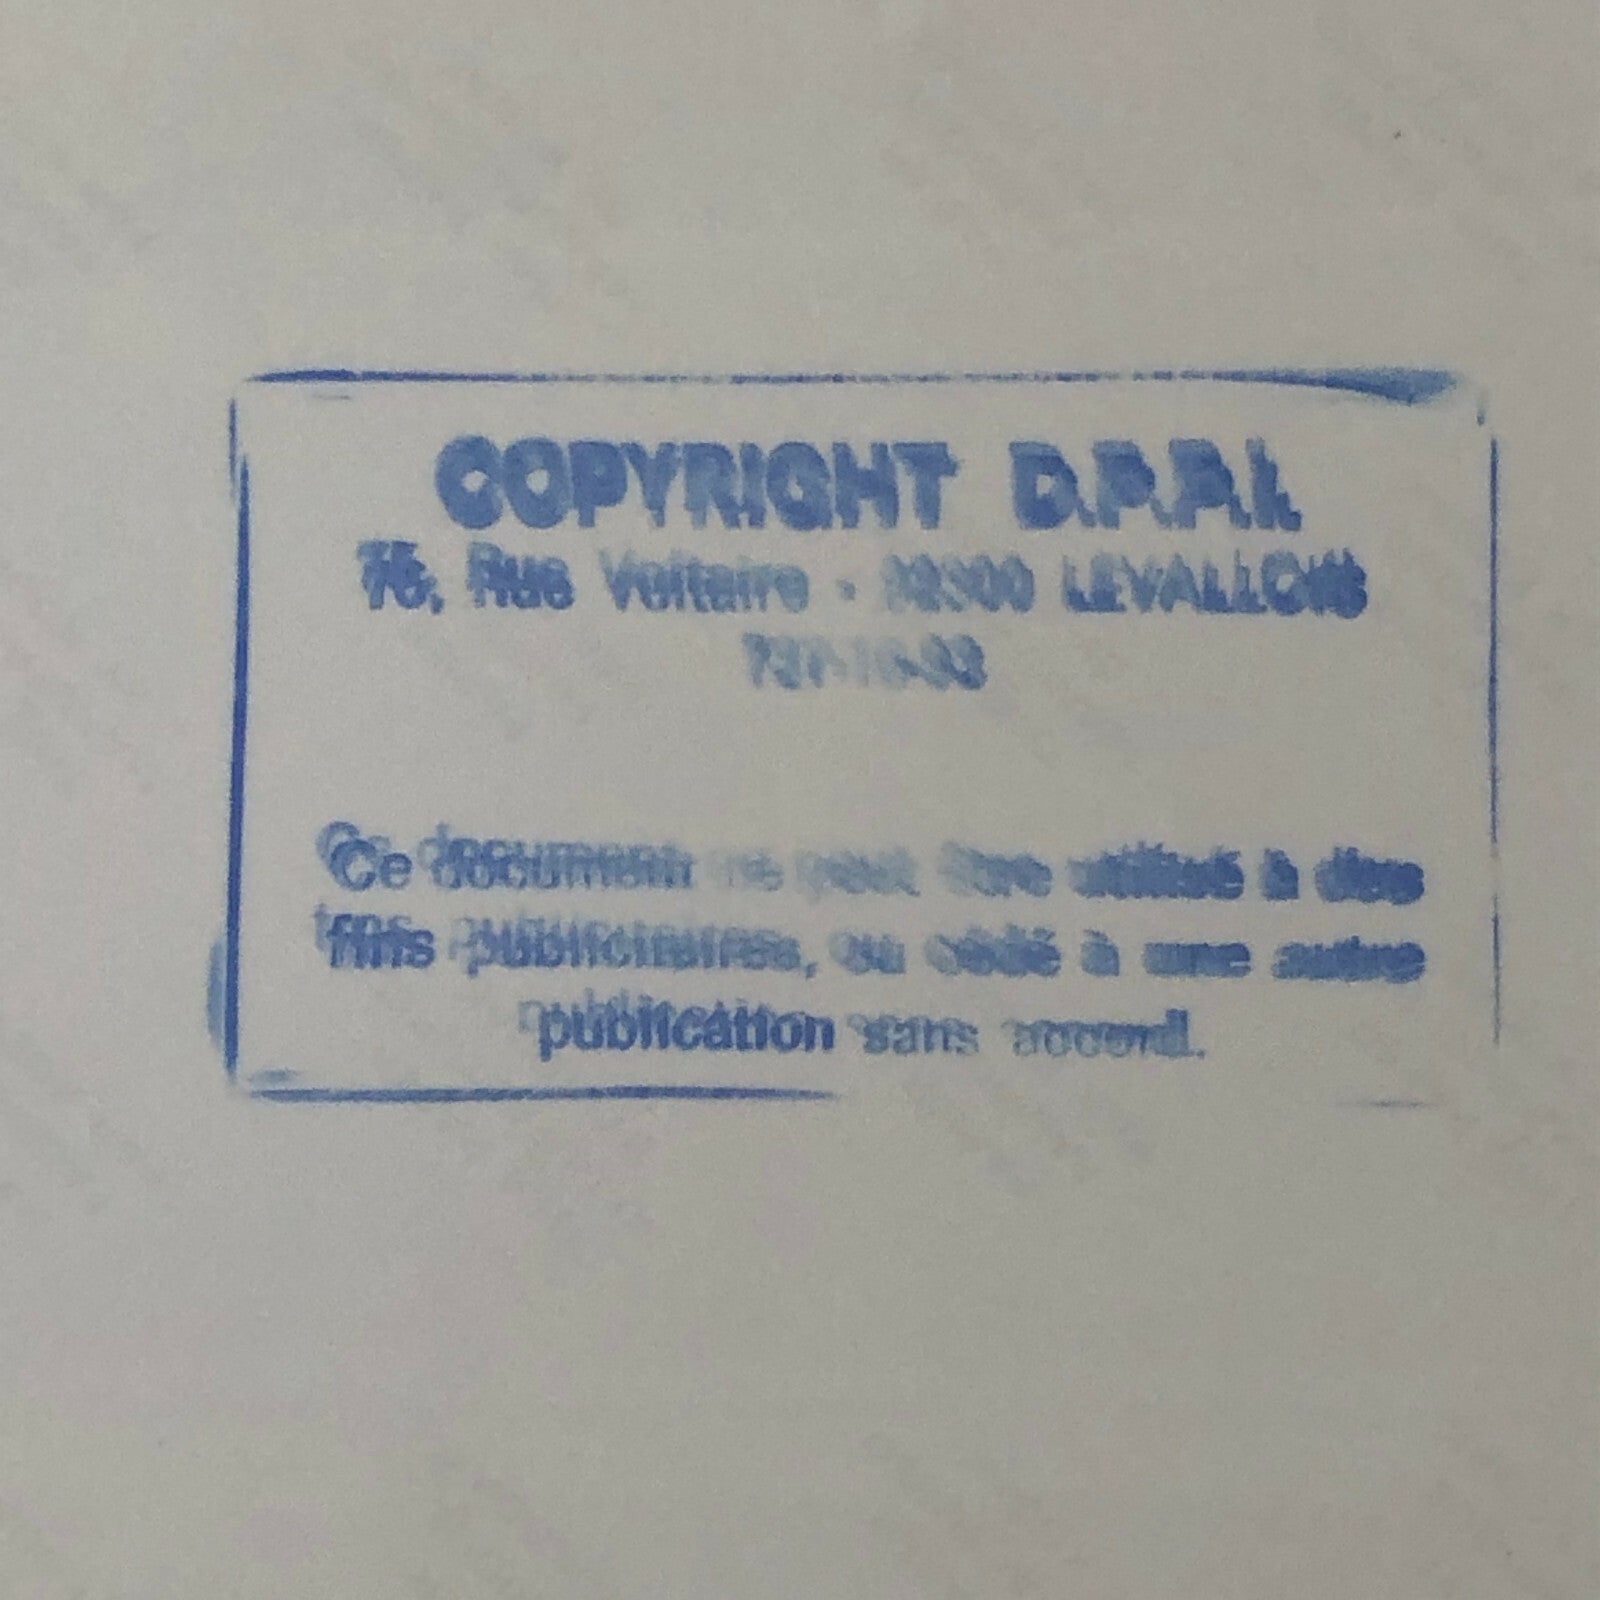 COPYRIGHT D.P.P.I.
75, Rue Voltaire - 92300 LEVALLOIS
Ce document ne peut être utilisé à des
fins publicitaires, ou cédé à une autre
publication sans accord.